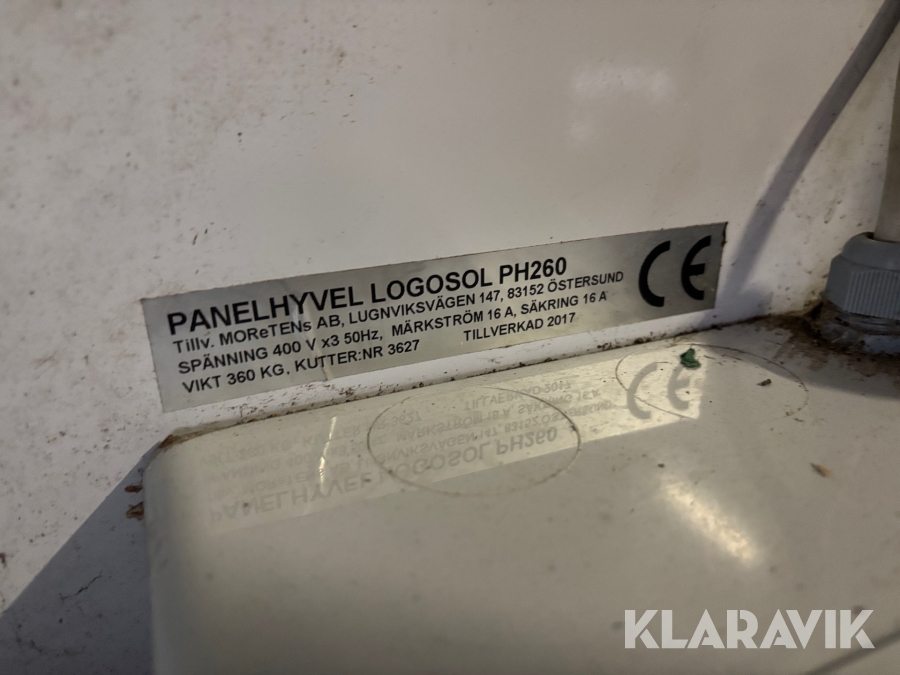 PANELHYVEL LOGOSOL PH260
Tillv. MOReTENs AB, LUGNVIKSVÄGEN 147, 83152 ÖSTERSUND
SPÄNNING 400 V x3 50Hz, MÄRKSTRÖM 16 A, SÄKRING 16 A
VIKT 360 KG, KUTTER:NR 3627 TILLVERKAD 2017
CE
KLARAVIK